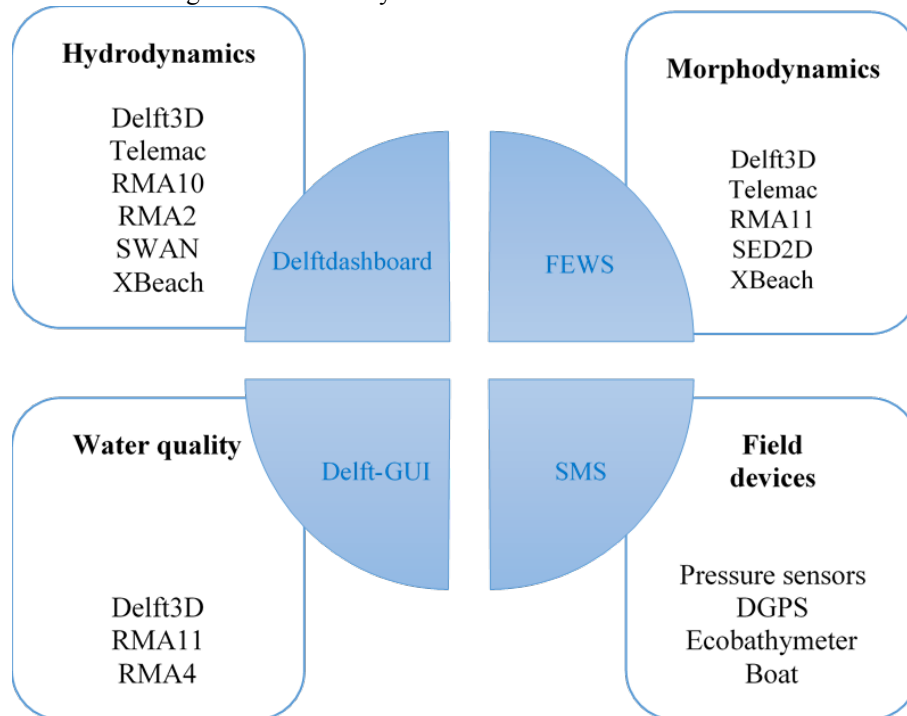 Hydrodynamics
Delft3D
Telemac
RMA10
RMA2
SWAN
XBeach
Morphodynamics
Delft3D
Telemac
RMA11
SED2D
XBeach
Delftdashboard
FEWS
Water quality
Delft3D
RMA11
RMA4
Delft-GUI
SMS
Field
devices
Pressure sensors
DGPS
Ecobathymeter
Boat